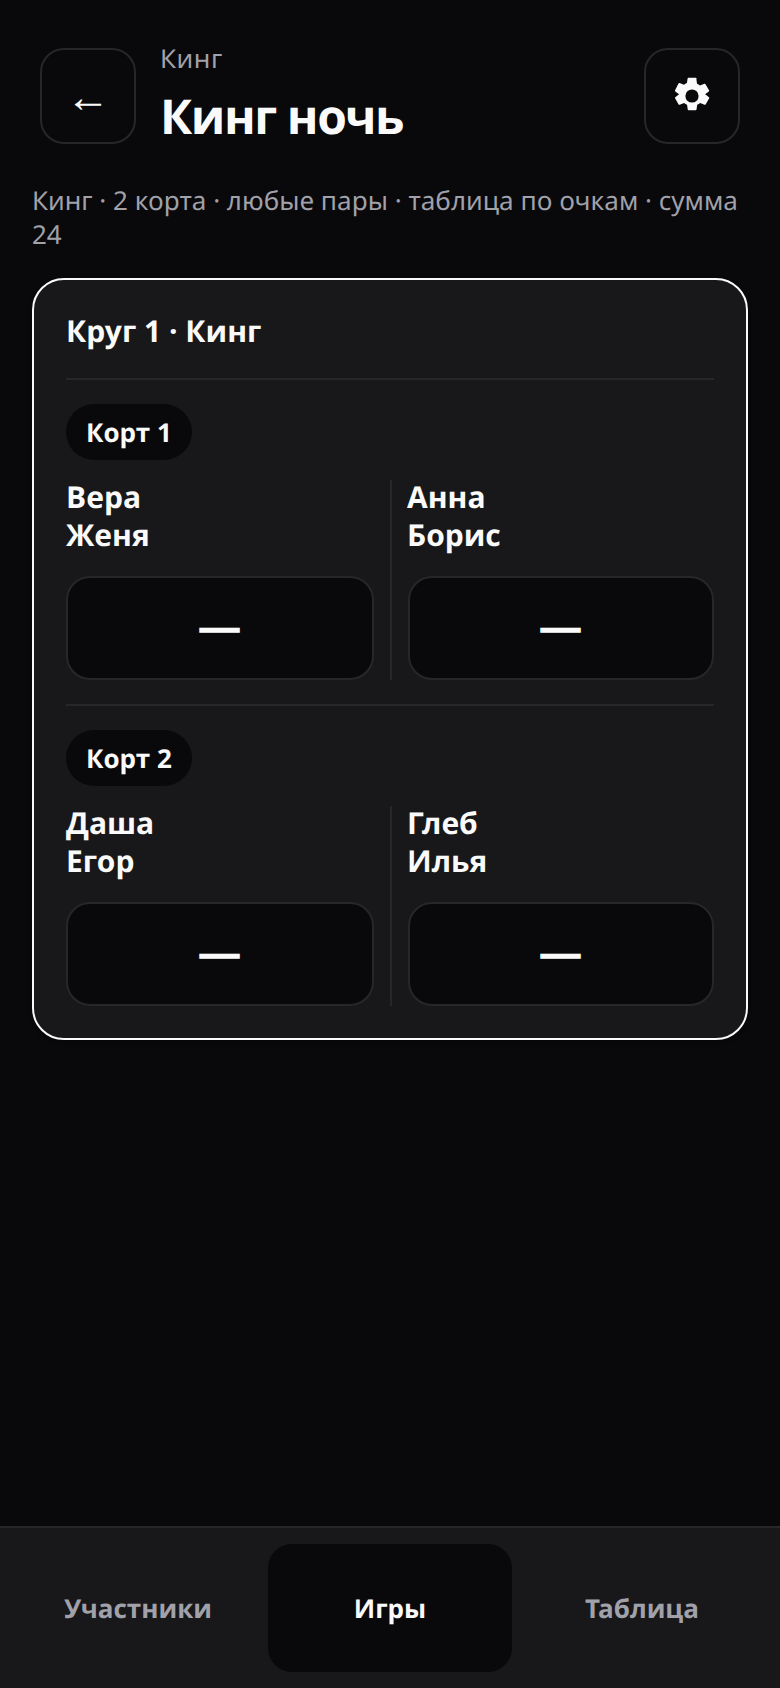 ←
Кинг
Кинг ночь
Кинг · 2 корта · любые пары · таблица по очкам · сумма
24
Круг 1 · Кинг
Корт 1
Вера
Женя
Анна
Борис
—
—
Корт 2
Даша
Егор
Глеб
Илья
—
—
Участники
Игры
Таблица